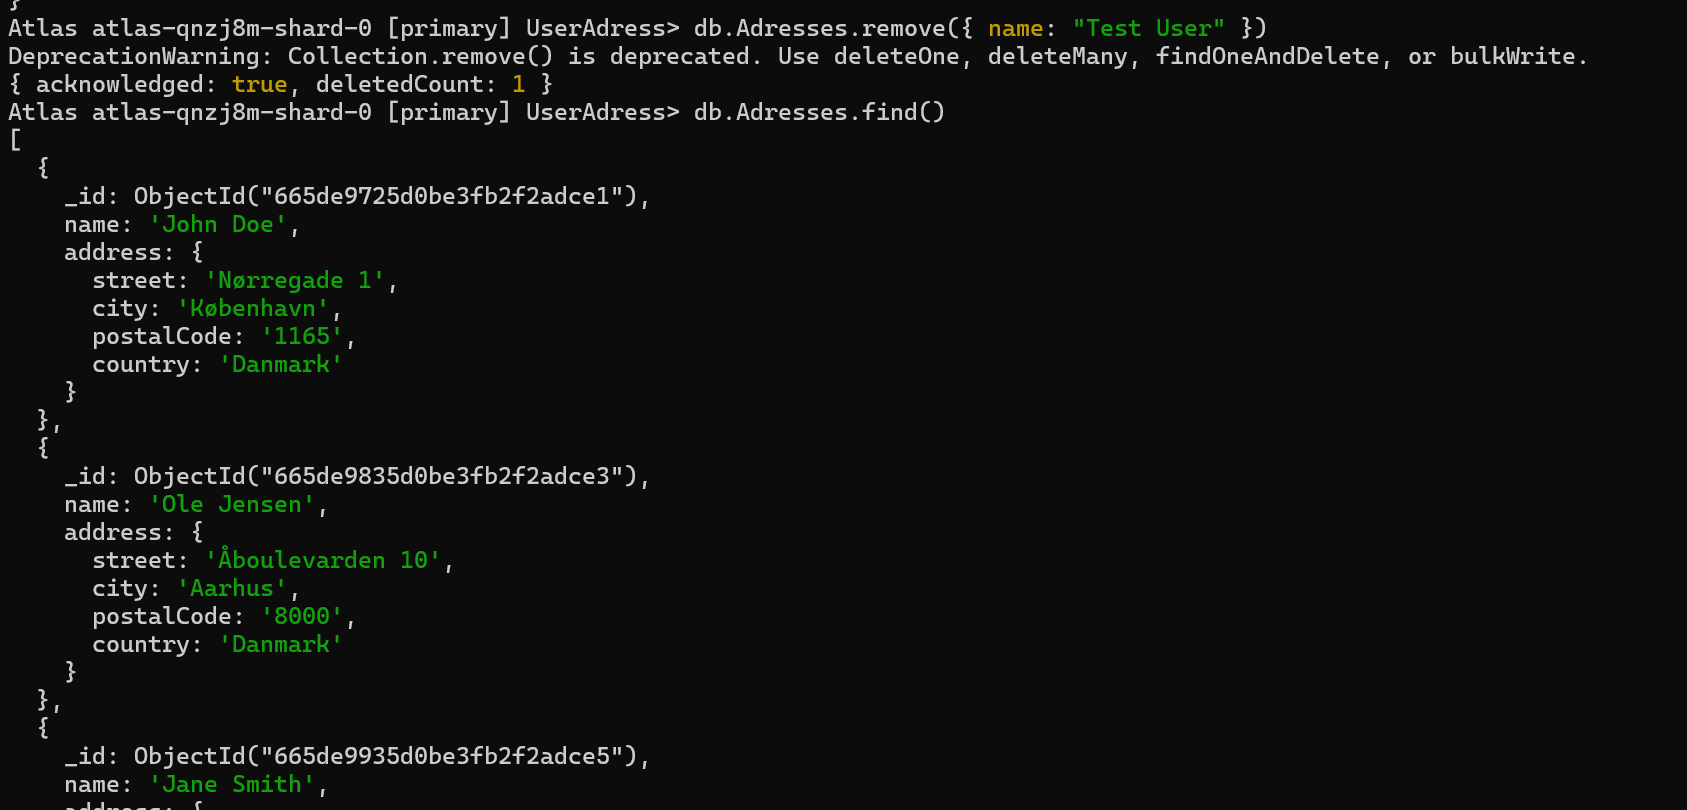 }
Atlas atlas-qnzj8m-shard-0 [primary] UserAdress> db.Adresses.remove({ name: "Test User" })
DeprecationWarning: Collection.remove() is deprecated. Use deleteOne, deleteMany, findOneAndDelete, or bulkWrite.
{ acknowledged: true, deletedCount: 1 }
Atlas atlas-qnzj8m-shard-0 [primary] UserAdress> db.Adresses.find()
[
  {
    _id: ObjectId("665de9725d0be3fb2f2adce1"),
    name: 'John Doe',
    address: {
      street: 'Nørregade 1',
      city: 'København',
      postalCode: '1165',
      country: 'Danmark'
    }
  },
  {
    _id: ObjectId("665de9835d0be3fb2f2adce3"),
    name: 'Ole Jensen',
    address: {
      street: 'Åboulevarden 10',
      city: 'Aarhus',
      postalCode: '8000',
      country: 'Danmark'
    }
  },
  {
    _id: ObjectId("665de9935d0be3fb2f2adce5"),
    name: 'Jane Smith',
    address: {